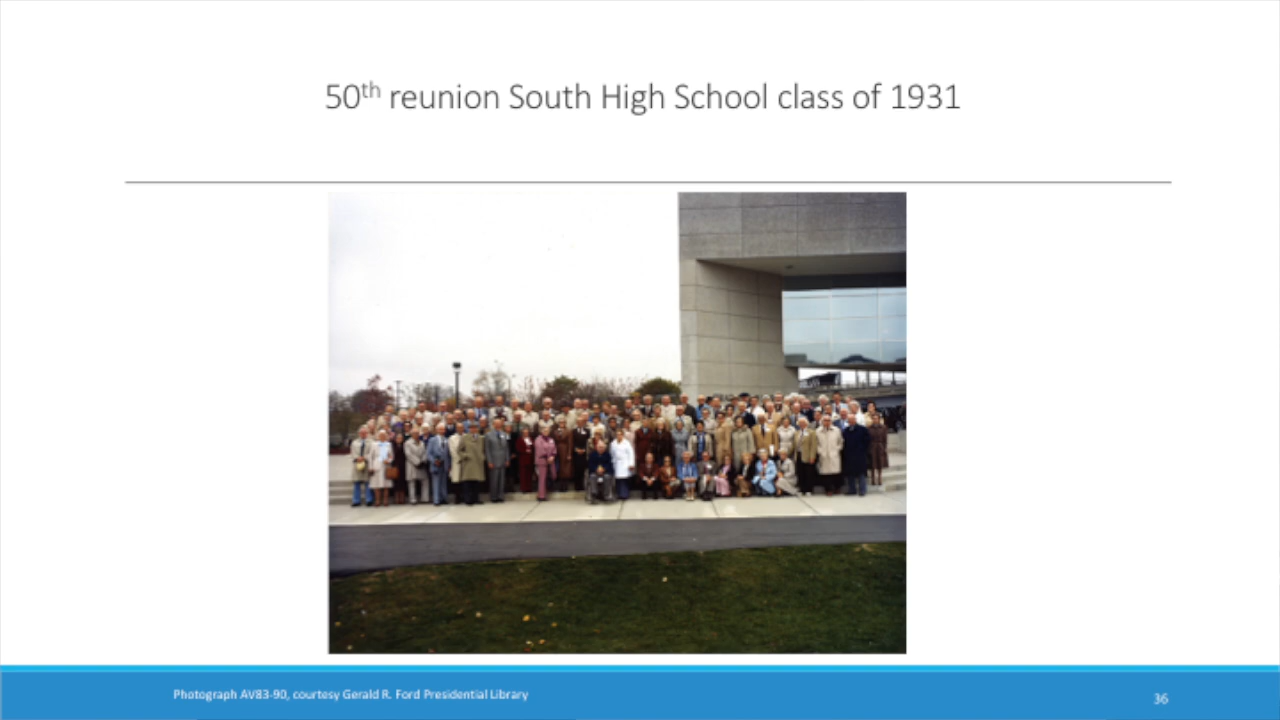 50th reunion South High School class of 1931
Photograph AV83-90, courtesy Gerald R. Ford Presidential Library
36